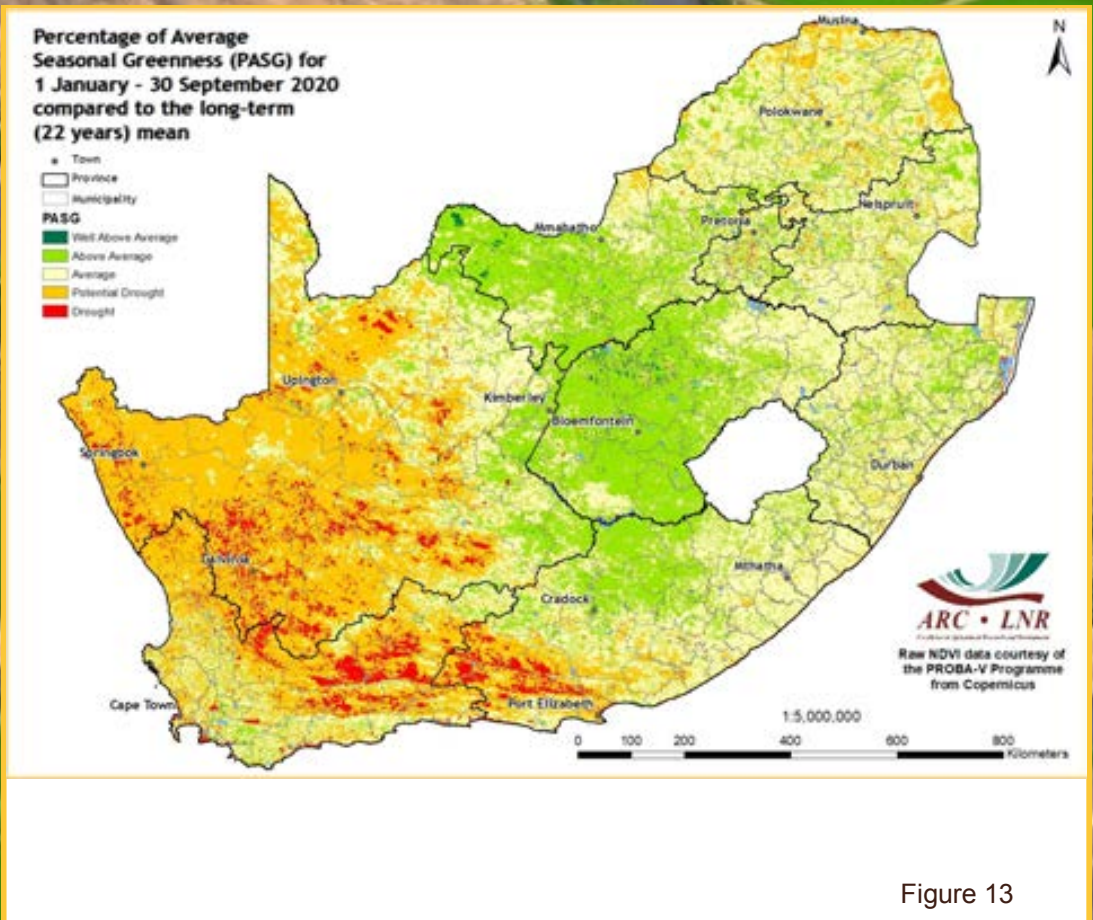 Percentage of Average
Seasonal Greenness (PASG) for
1 January - 30 September 2020
compared to the long-term
(22 years) mean
Town
Province
Municipality
PASG
Well Above Average
Above Average
Average
Potential Drought
Drought
N
Musina
Polokwane
Nelspruit
Pretoria
Mmabatho
Upington
Kimberley
Bloemfontein
Springbok
Durban
Mthatha
Cradock
Cape Town
Port Elizabeth
ARC • LNR
Raw NDVI data courtesy of
the PROBA-V Programme
from Copernicus
1:5,000,000
0 100 200 400 600 800
Kilometers
Figure 13